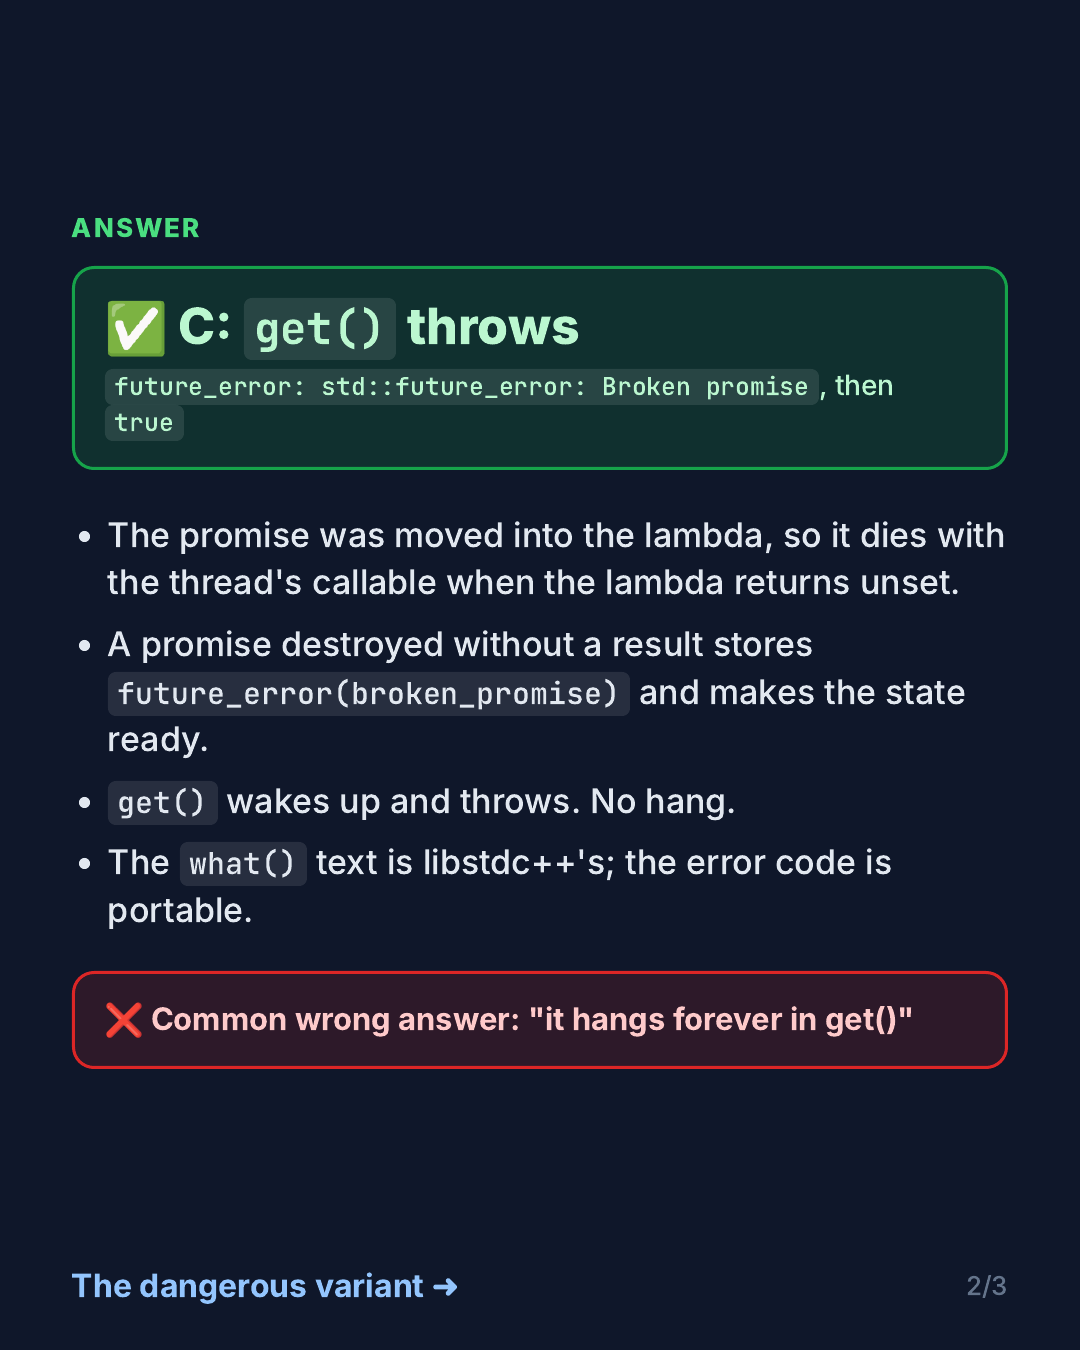 ANSWER
✅ C: get() throws
future_error: std::future_error: Broken promise, then
true
• The promise was moved into the lambda, so it dies with
the thread's callable when the lambda returns unset.
• A promise destroyed without a result stores
future_error(broken_promise) and makes the state
ready.
• get() wakes up and throws. No hang.
• The what() text is libstdc++'s; the error code is
portable.
❌ Common wrong answer: "it hangs forever in get()"
The dangerous variant ➜
2/3